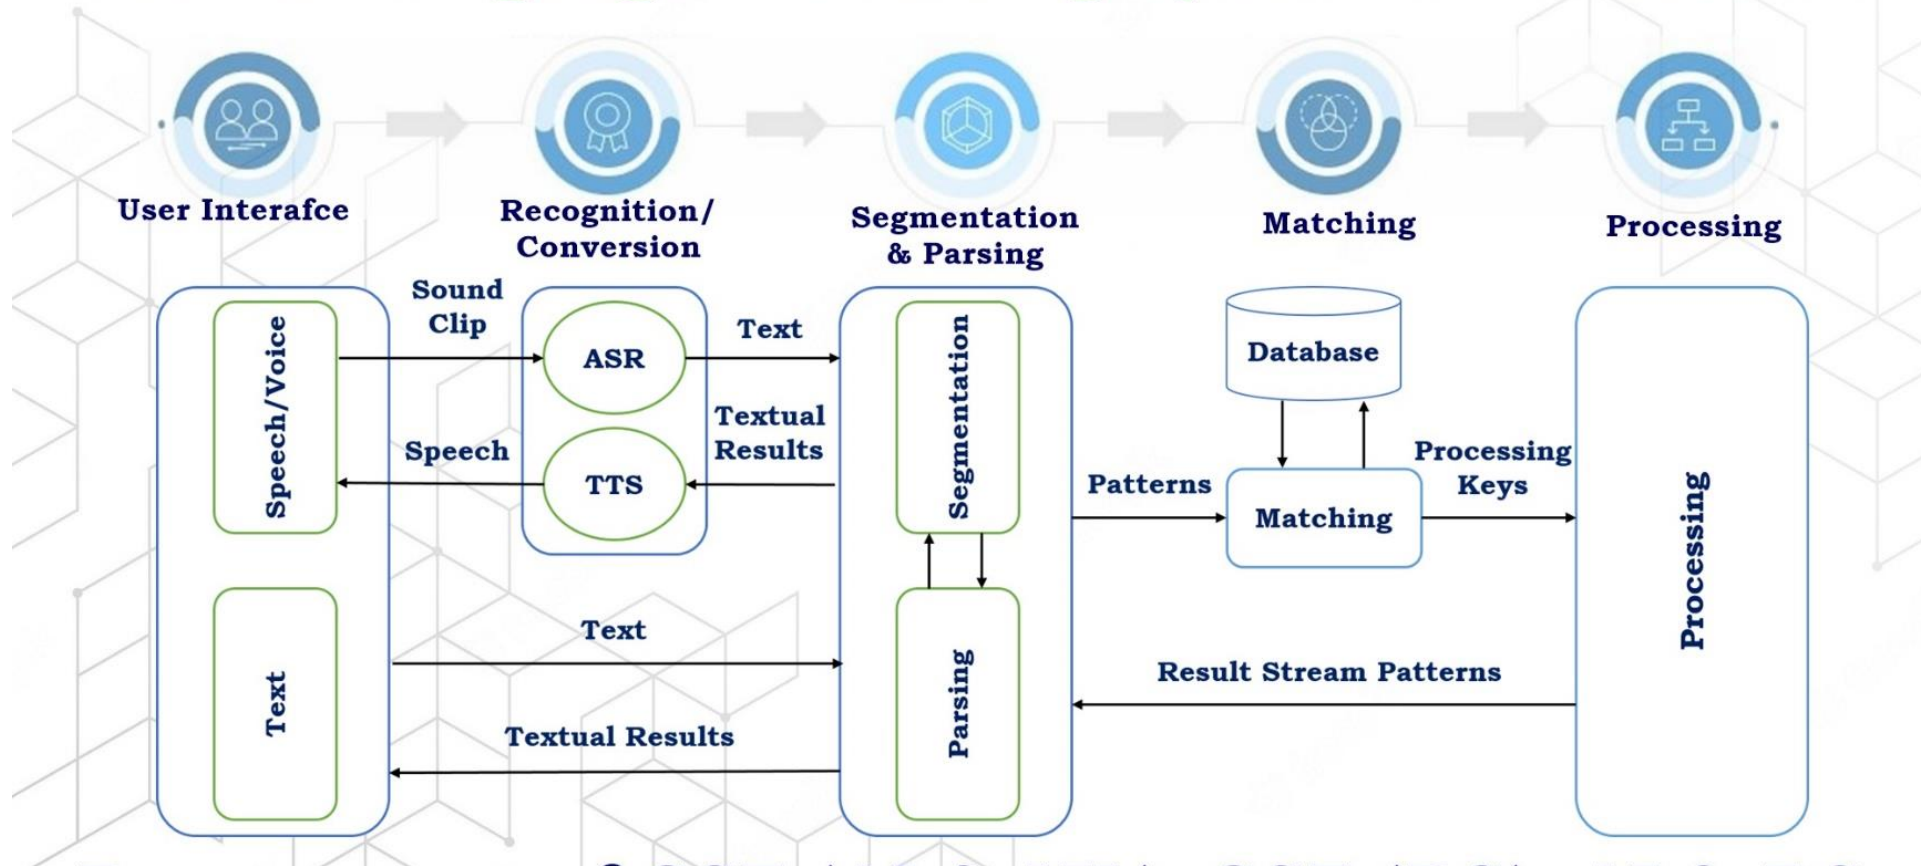 User Interafce
Recognition/
Conversion
Segmentation
& Parsing
Matching
Processing
Speech/Voice
Sound
Clip
ASR
Text
Segmentation
Database
Textual
Results
Speech
TTS
Patterns
Matching
Processing
Keys
Processing
Text
Text
Parsing
Result Stream Patterns
Textual Results